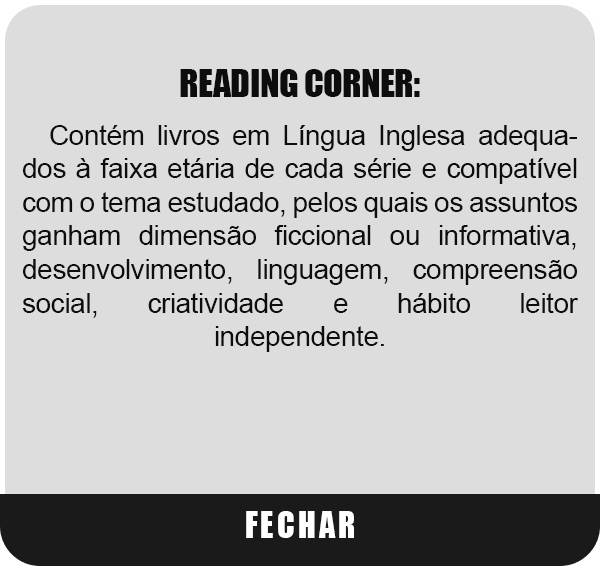 READING CORNER:
Contém livros em Língua Inglesa adequa-
dos à faixa etária de cada série e compatível
com o tema estudado, pelos quais os assuntos
ganham dimensão ficcional ou informativa,
desenvolvimento, linguagem, compreensão
social, criatividade e hábito leitor
independente.
FECHAR